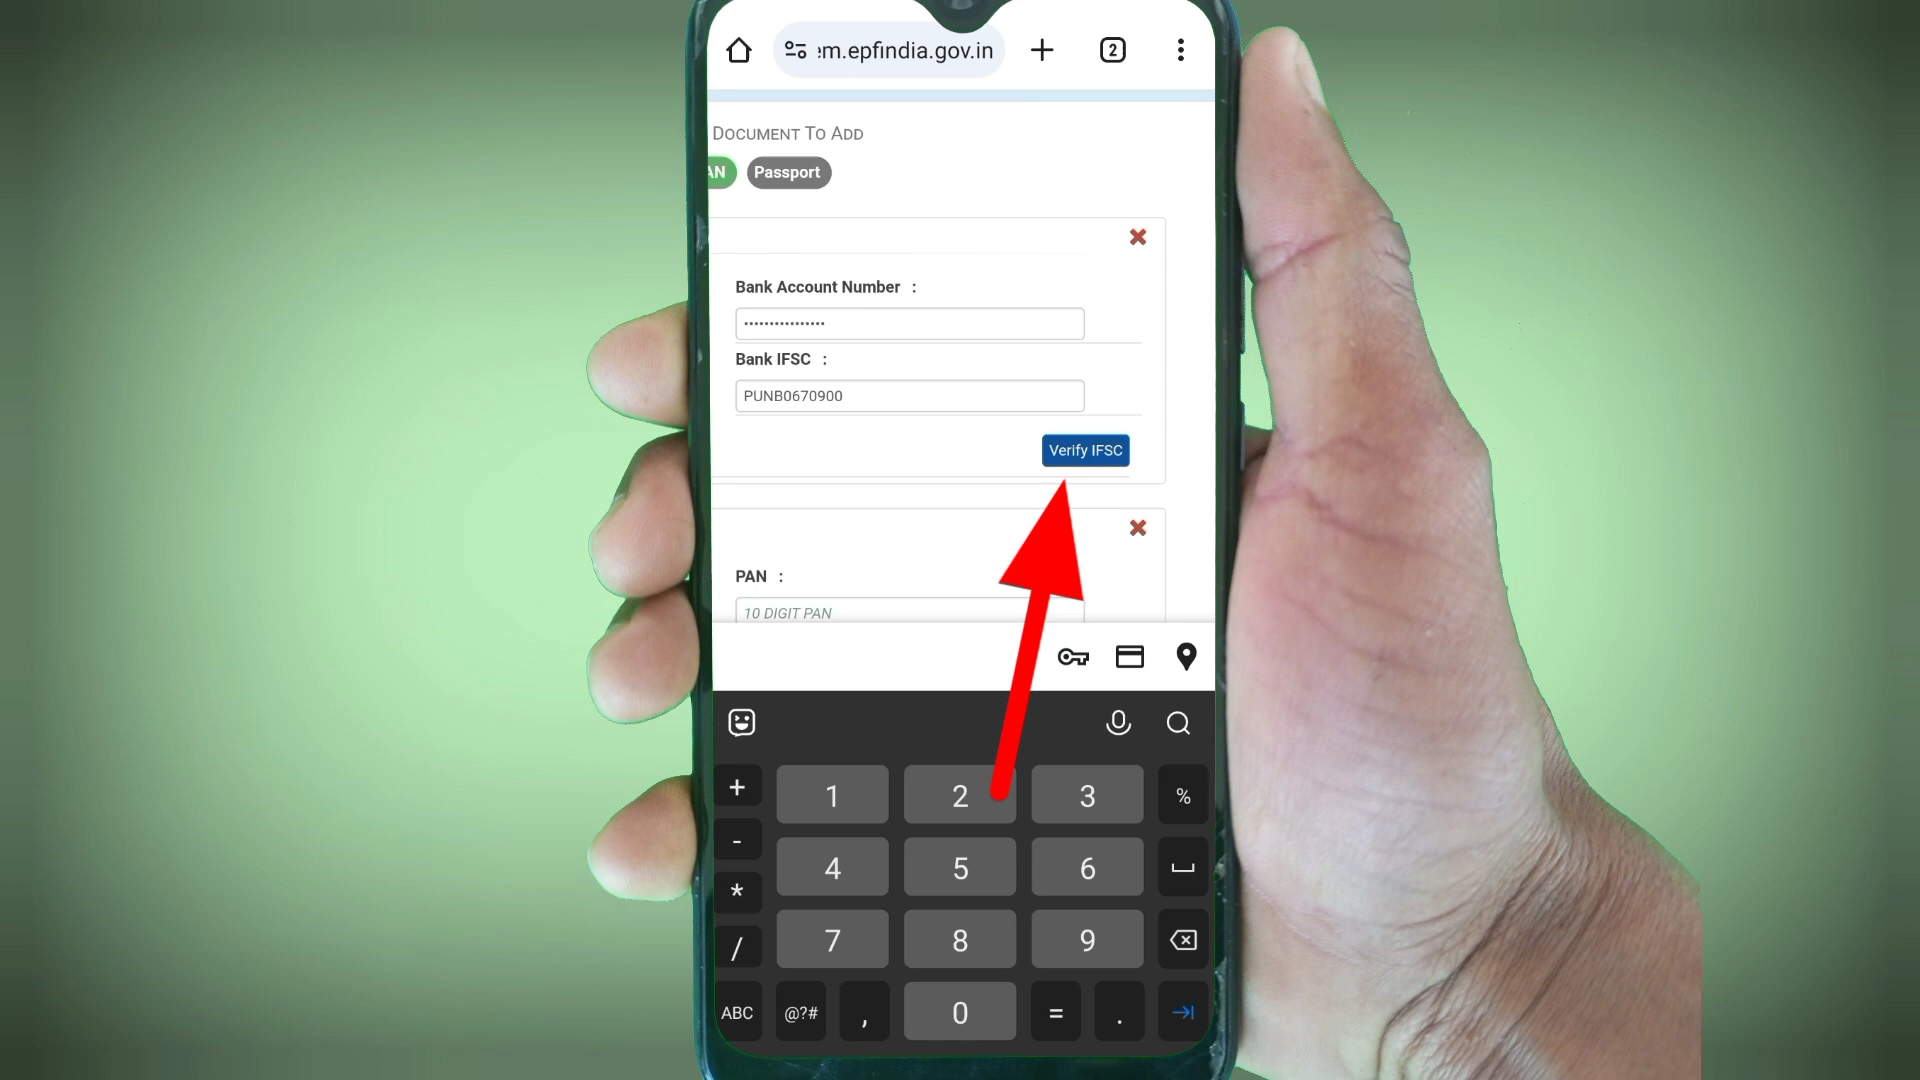 :m.epfindia.gov.in
2
DOCUMENT TO ADD
AN Passport
Bank Account Number :
••••••••••••••••
Bank IFSC :
PUNB0670900
Verify IFSC
PAN :
10 DIGIT PAN
+ 1 2 3 %
- 4 5 6
* 7 8 9
/
ABC @?# , 0 = .